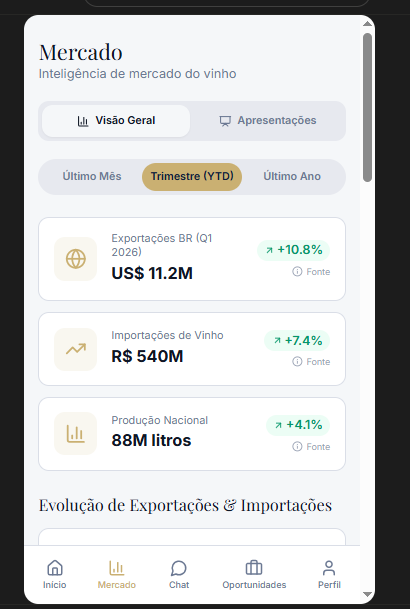 Mercado
Inteligência de mercado do vinho
Visão Geral
Apresentações
Último Mês
Trimestre (YTD)
Último Ano
Exportações BR (Q1
2026)
US$ 11.2M
+10.8%
Fonte
Importações de Vinho
R$ 540M
+7.4%
Fonte
Produção Nacional
88M litros
+4.1%
Fonte
Evolução de Exportações & Importações
Início
Mercado
Chat
Oportunidades
Perfil